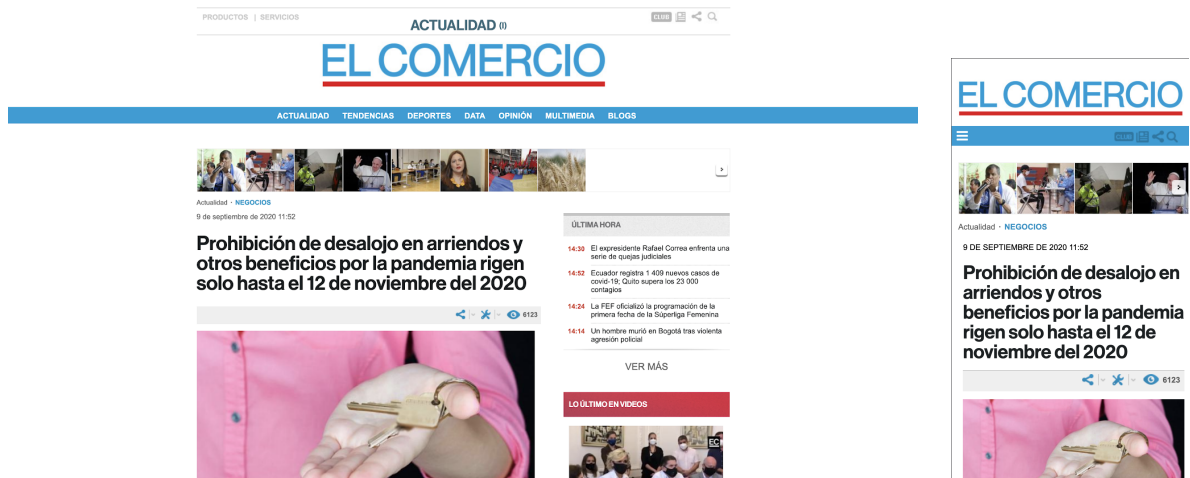 PRODUCTOS | SERVICIOS
ACTUALIDAD (I)
CLUB
EL COMERCIO
ACTUALIDAD TENDENCIAS DEPORTES DATA OPINIÓN MULTIMEDIA BLOGS
Actualidad · NEGOCIOS
9 de septiembre de 2020 11:52
Prohibición de desalojo en arriendos y
otros beneficios por la pandemia rigen
solo hasta el 12 de noviembre del 2020
6123
ÚLTIMA HORA
14:30 El expresidente Rafael Correa enfrenta una
serie de quejas judiciales
14:52 Ecuador registra 1 409 nuevos casos de
covid-19; Quito supera los 23 000
contagios
14:24 La FEF oficializó la programación de la
primera fecha de la Súperliga Femenina
14:14 Un hombre murió en Bogotá tras violenta
agresión policial
VER MÁS
LO ÚLTIMO EN VIDEOS
EC
EL COMERCIO
CLUB
Actualidad · NEGOCIOS
9 DE SEPTIEMBRE DE 2020 11:52
Prohibición de desalojo en
arriendos y otros
beneficios por la pandemia
rigen solo hasta el 12 de
noviembre del 2020
6123